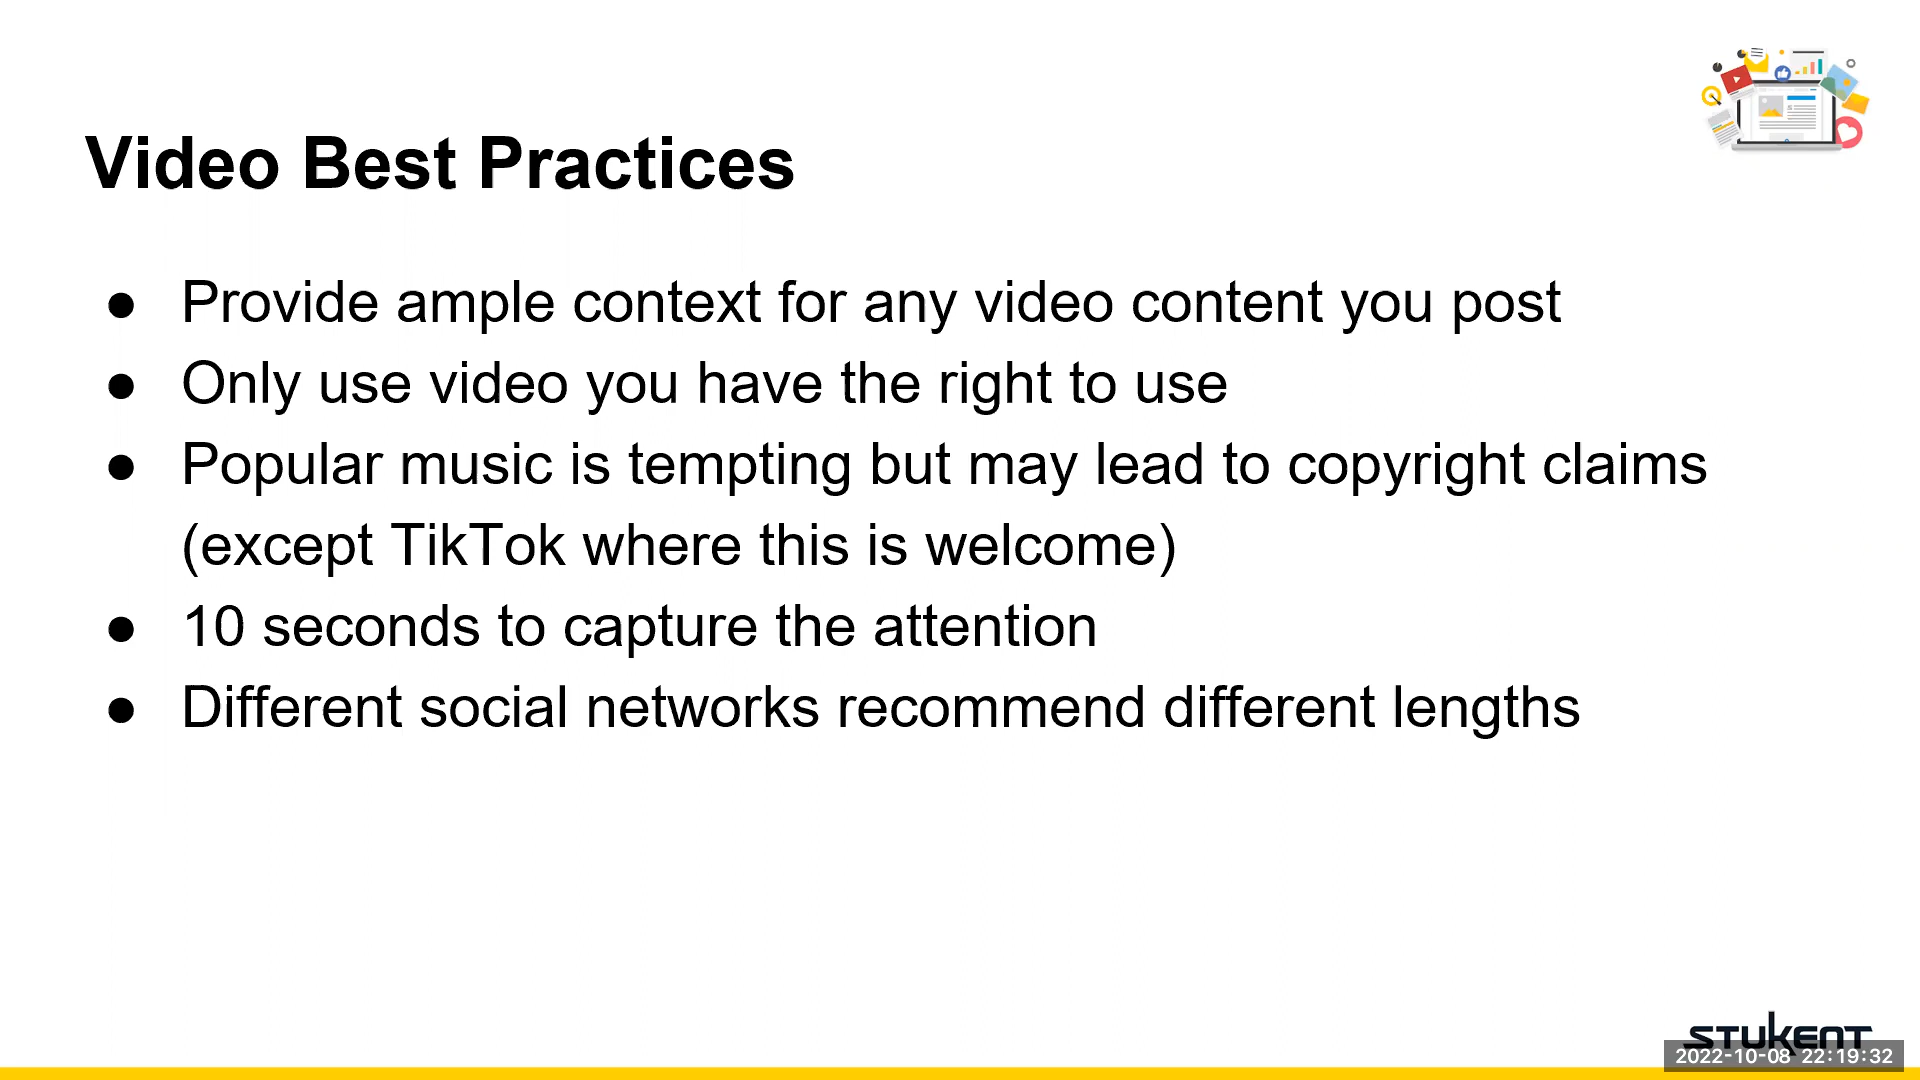 Video Best Practices
● Provide ample context for any video content you post
● Only use video you have the right to use
● Popular music is tempting but may lead to copyright claims
(except TikTok where this is welcome)
● 10 seconds to capture the attention
● Different social networks recommend different lengths
STUKENT
2022-10-08 22:19:32